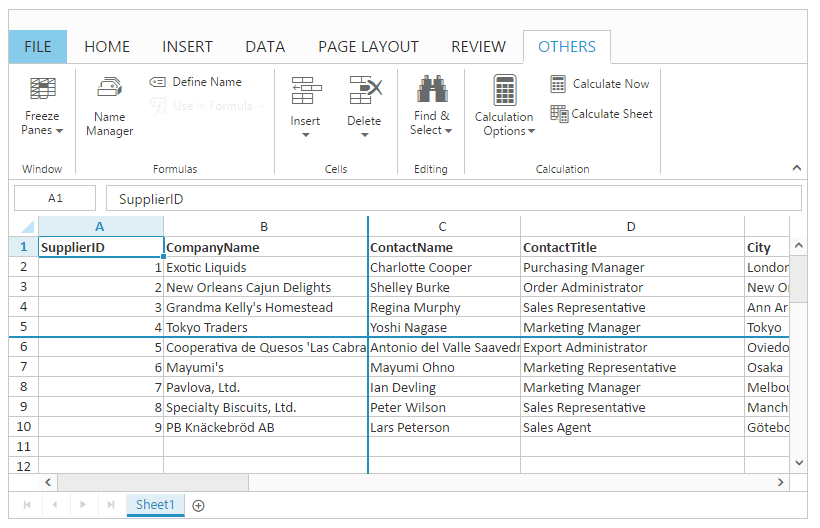 FILE HOME INSERT DATA PAGE LAYOUT REVIEW OTHERS
Freeze Panes
Name Manager
Define Name
Use in Formula
Insert
Delete
Find & Select
Calculation Options
Calculate Now
Calculate Sheet
Window Formulas Cells Editing Calculation
A1 SupplierID
A B C D
1 SupplierID CompanyName ContactName ContactTitle City
2 1 Exotic Liquids Charlotte Cooper Purchasing Manager London
3 2 New Orleans Cajun Delights Shelley Burke Order Administrator New Or
4 3 Grandma Kelly's Homestead Regina Murphy Sales Representative Ann Ar
5 4 Tokyo Traders Yoshi Nagase Marketing Manager Tokyo
6 5 Cooperativa de Quesos 'Las Cabra Antonio del Valle Saavedr Export Administrator Oviedo
7 6 Mayumi's Mayumi Ohno Marketing Representative Osaka
8 7 Pavlova, Ltd. Ian Devling Marketing Manager Melbou
9 8 Specialty Biscuits, Ltd. Peter Wilson Sales Representative Manch
10 9 PB Knäckebröd AB Lars Peterson Sales Agent Götebo
11
12
Sheet1